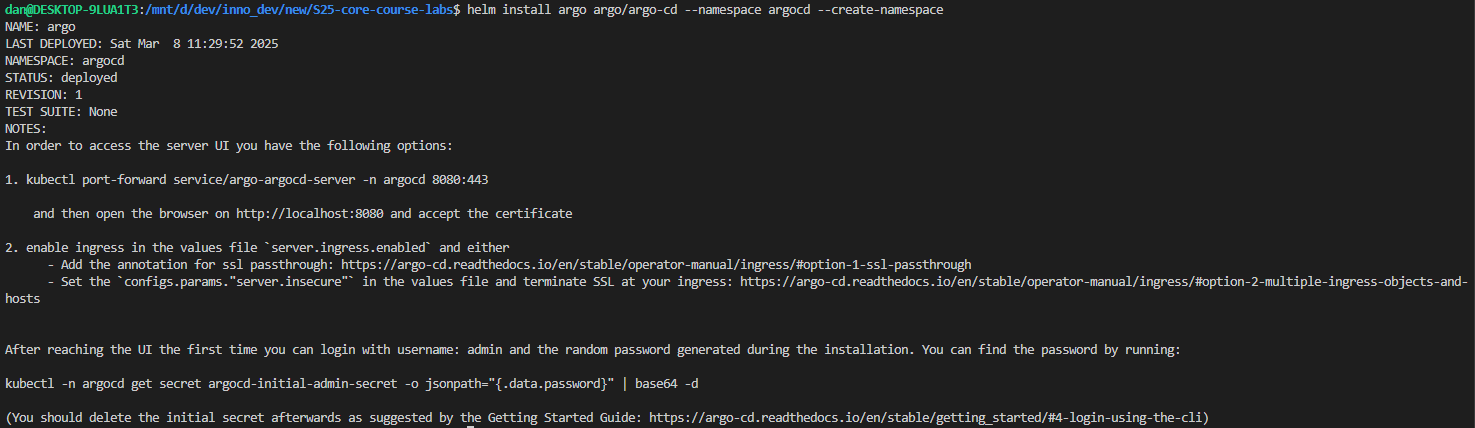 dan@DESKTOP-9LUA1T3:/mnt/d/dev/inno_dev/new/S25-core-course-labs$ helm install argo argo/argo-cd --namespace argocd --create-namespace
NAME: argo
LAST DEPLOYED: Sat Mar  8 11:29:52 2025
NAMESPACE: argocd
STATUS: deployed
REVISION: 1
TEST SUITE: None
NOTES:
In order to access the server UI you have the following options:

1. kubectl port-forward service/argo-argocd-server -n argocd 8080:443

    and then open the browser on http://localhost:8080 and accept the certificate

2. enable ingress in the values file `server.ingress.enabled` and either
      - Add the annotation for ssl passthrough: https://argo-cd.readthedocs.io/en/stable/operator-manual/ingress/#option-1-ssl-passthrough
      - Set the `configs.params."server.insecure"` in the values file and terminate SSL at your ingress: https://argo-cd.readthedocs.io/en/stable/operator-manual/ingress/#option-2-multiple-ingress-objects-and-
hosts


After reaching the UI the first time you can login with username: admin and the random password generated during the installation. You can find the password by running:

kubectl -n argocd get secret argocd-initial-admin-secret -o jsonpath="{.data.password}" | base64 -d

(You should delete the initial secret afterwards as suggested by the Getting Started Guide: https://argo-cd.readthedocs.io/en/stable/getting_started/#4-login-using-the-cli)